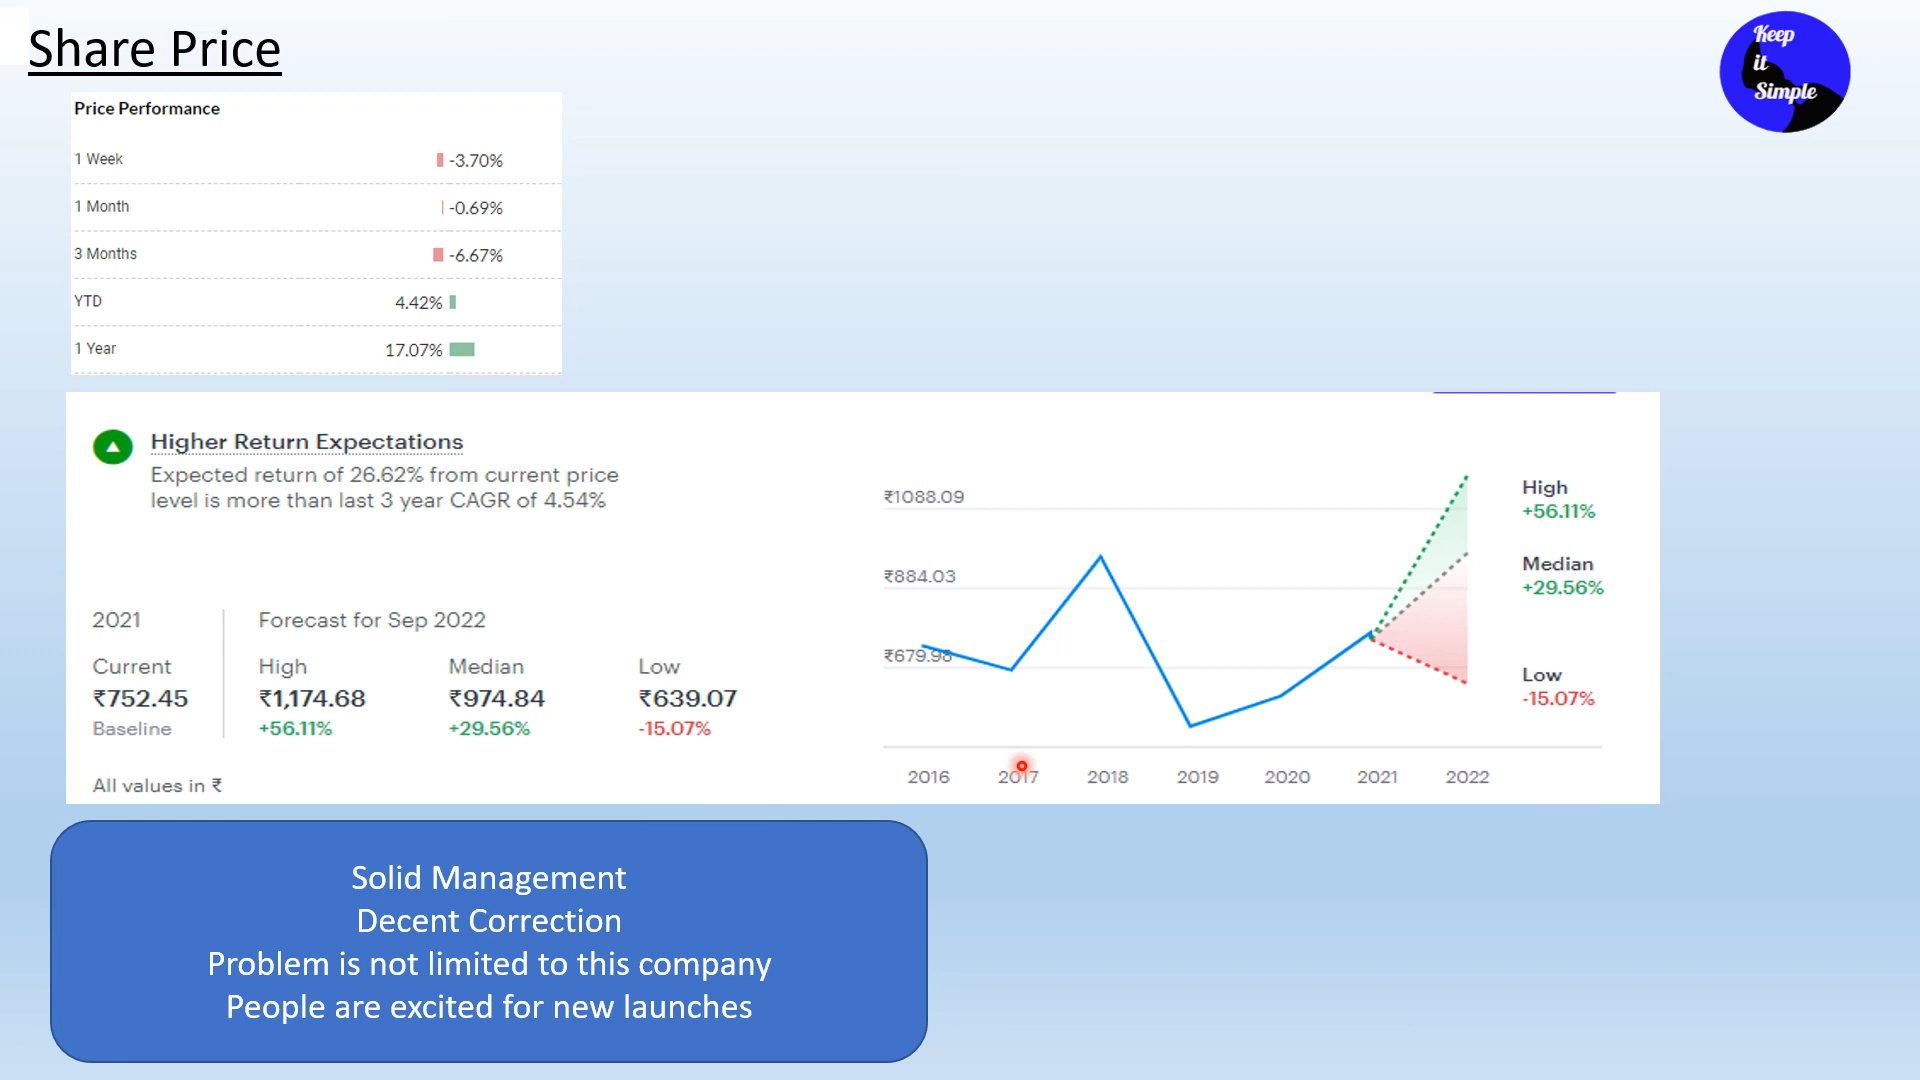 Share Price
Keep
it
Simple
Price Performance
1 Week -3.70%
1 Month -0.69%
3 Months -6.67%
YTD 4.42%
1 Year 17.07%
Higher Return Expectations
Expected return of 26.62% from current price
level is more than last 3 year CAGR of 4.54%
2021 Forecast for Sep 2022
Current High Median Low
₹752.45 ₹1,174.68 ₹974.84 ₹639.07
Baseline +56.11% +29.56% -15.07%
All values in ₹
₹1088.09
₹884.03
₹679.98
High
+56.11%
Median
+29.56%
Low
-15.07%
2016 2017 2018 2019 2020 2021 2022
Solid Management
Decent Correction
Problem is not limited to this company
People are excited for new launches